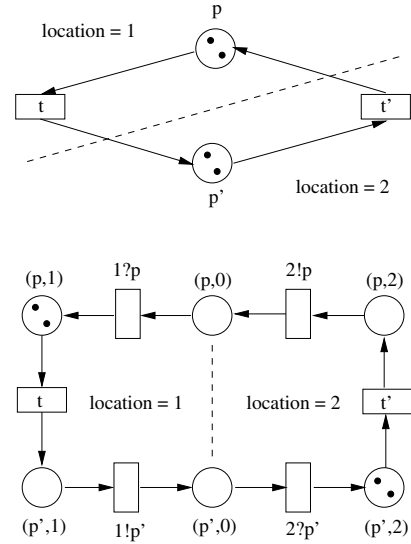 p
location = 1
t
t'
p'
location = 2
1?p
2!p
(p,1)
(p,0)
(p,2)
t
location = 1
location = 2
t'
(p',1)
1!p'
(p',0)
2?p'
(p',2)